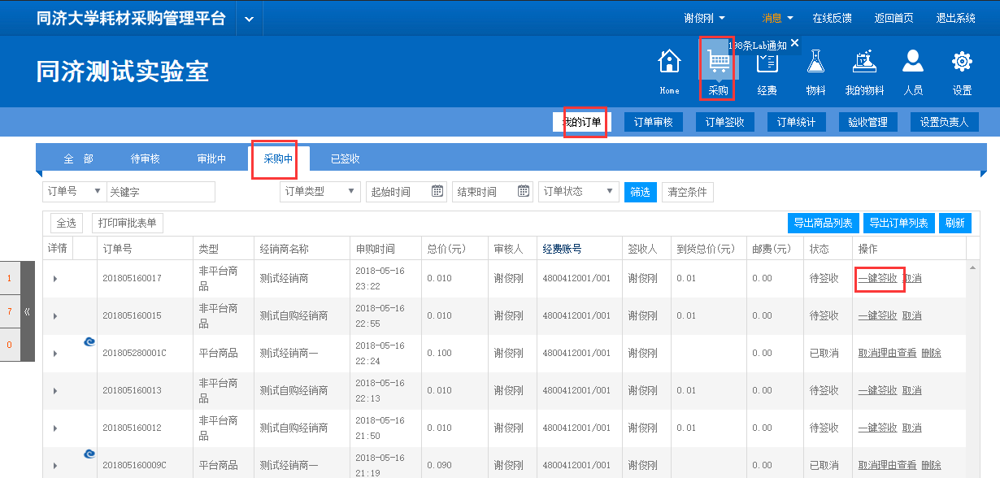 同济大学耗材采购管理平台 谢俊刚 消息 在线反馈 返回首页 退出系统
198条Lab通知
同济测试实验室
Home 采购 经费 物料 我的物料 人员 设置
我的订单 订单审核 订单签收 订单统计 验收管理 设置负责人
全 部 待审核 审批中 采购中 已签收
订单号 关键字 订单类型 起始时间 结束时间 订单状态 筛选 清空条件
全选 打印审批表单 导出商品列表 导出订单列表 刷新
详情 订单号 类型 经销商名称 申购时间 总价(元) 审核人 经费账号 签收人 到货总价(元) 邮费(元) 状态 操作
201805160017 非平台商品 测试经销商 2018-05-16 23:22 0.010 谢俊刚 4800412001/001 谢俊刚 0.01 0.00 待签收 一键签收 取消
201805160015 非平台商品 测试自购经销商 2018-05-16 22:55 0.010 谢俊刚 4800412001/001 谢俊刚 0.01 0.00 待签收 一键签收 取消
201805280001C 平台商品 测试经销商一 2018-05-16 22:24 0.100 谢俊刚 4800412001/001 谢俊刚 0.00 已取消 取消理由查看 删除
201805160013 非平台商品 测试自购经销商 2018-05-16 22:13 0.010 谢俊刚 4800412001/001 谢俊刚 0.01 0.00 待签收 一键签收 取消
201805160012 非平台商品 测试自购经销商 2018-05-16 21:50 0.010 谢俊刚 4800412001/001 谢俊刚 0.01 0.00 待签收 一键签收 取消
201805160009C 平台商品 测试经销商一 2018-05-16 21:19 0.090 谢俊刚 4800412001/001 谢俊刚 0.00 已取消 取消理由查看 删除
1
7
0
«